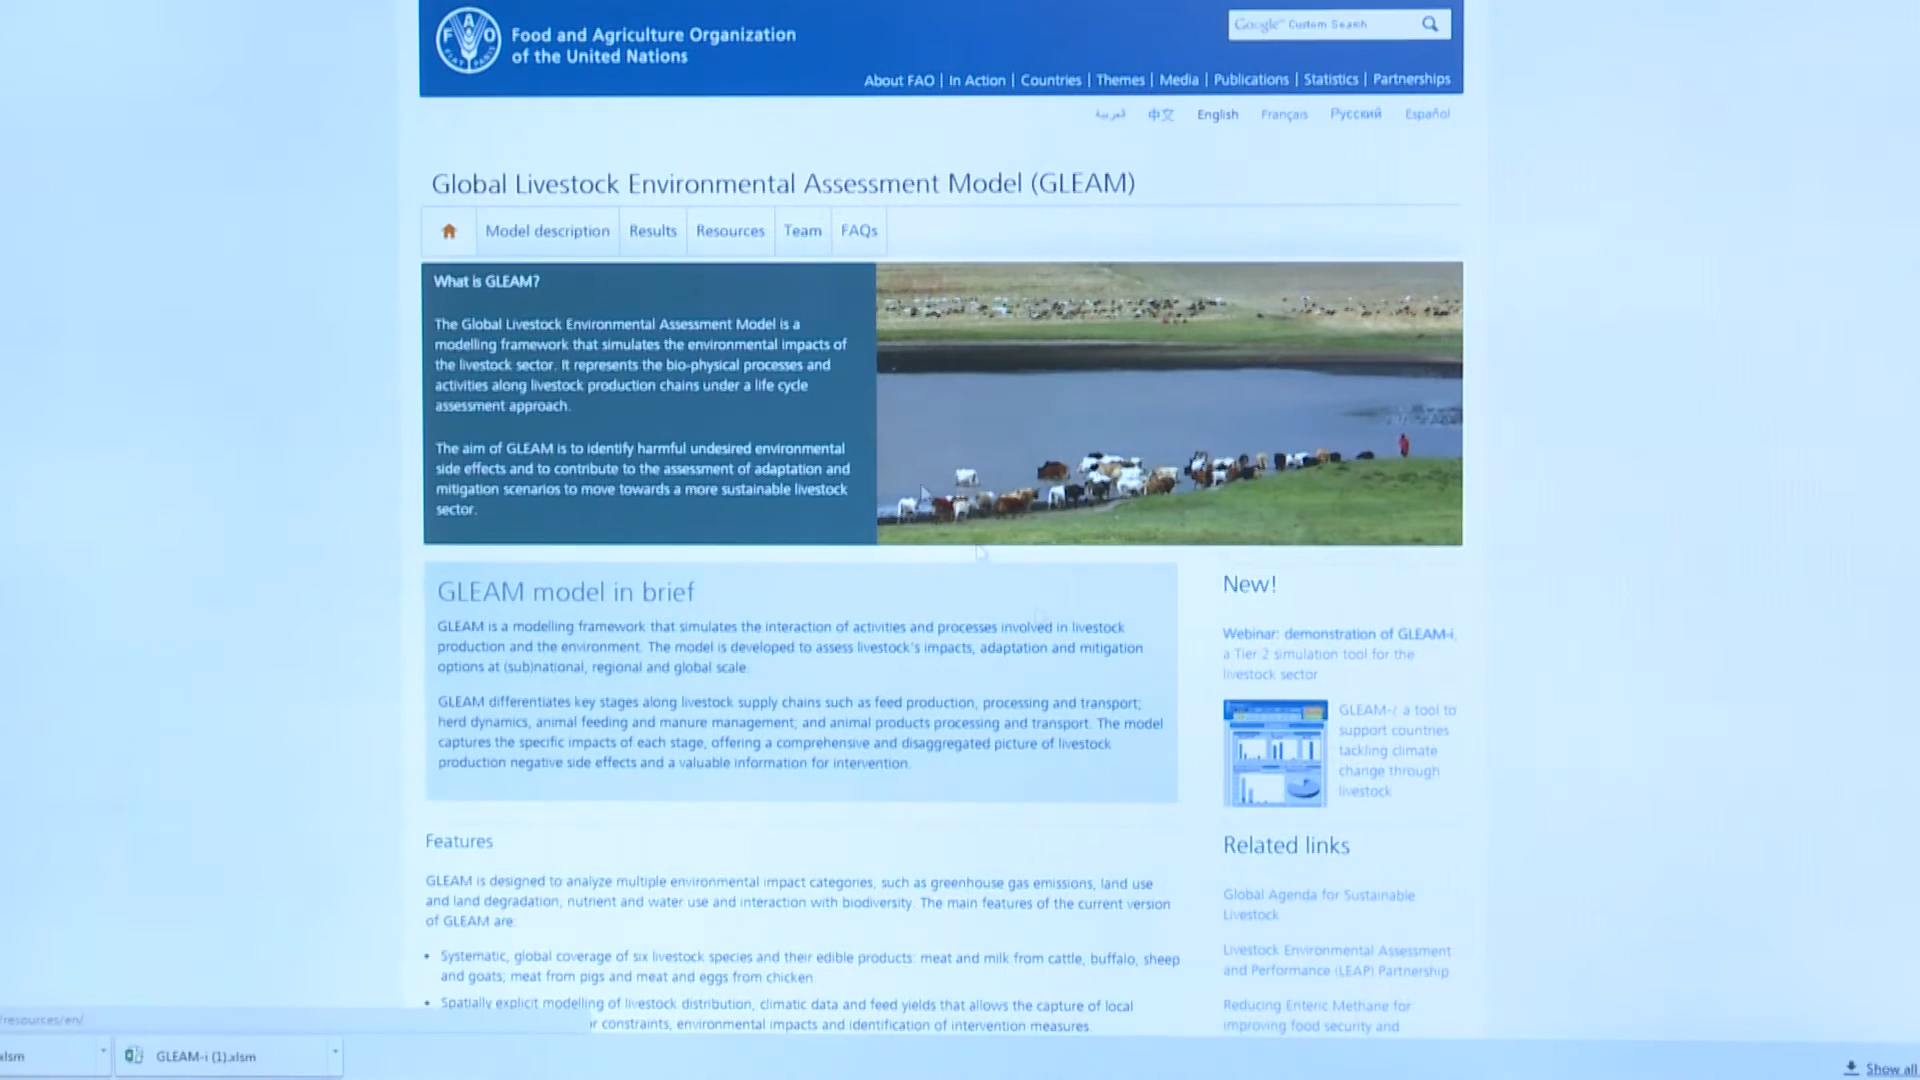 Food and Agriculture Organization
of the United Nations
Google™ Custom Search
About FAO | In Action | Countries | Themes | Media | Publications | Statistics | Partnerships
العربية 中文 English Français Русский Español
Global Livestock Environmental Assessment Model (GLEAM)
Model description Results Resources Team FAQs
What is GLEAM?
The Global Livestock Environmental Assessment Model is a
modelling framework that simulates the environmental impacts of
the livestock sector. It represents the bio-physical processes and
activities along livestock production chains under a life cycle
assessment approach.
The aim of GLEAM is to identify harmful undesired environmental
side effects and to contribute to the assessment of adaptation and
mitigation scenarios to move towards a more sustainable livestock
sector.
GLEAM model in brief
GLEAM is a modelling framework that simulates the interaction of activities and processes involved in livestock
production and the environment. The model is developed to assess livestock's impacts, adaptation and mitigation
options at (sub)national, regional and global scale.
GLEAM differentiates key stages along livestock supply chains such as feed production, processing and transport;
herd dynamics, animal feeding and manure management; and animal products processing and transport. The model
captures the specific impacts of each stage, offering a comprehensive and disaggregated picture of livestock
production negative side effects and a valuable information for intervention.
Features
GLEAM is designed to analyze multiple environmental impact categories, such as greenhouse gas emissions, land use
and land degradation, nutrient and water use and interaction with biodiversity. The main features of the current version
of GLEAM are:
• Systematic, global coverage of six livestock species and their edible products: meat and milk from cattle, buffalo, sheep
and goats; meat from pigs and meat and eggs from chicken.
• Spatially explicit modelling of livestock distribution, climatic data and feed yields that allows the capture of local
r constraints, environmental impacts and identification of intervention measures.
New!
Webinar: demonstration of GLEAM-i,
a Tier 2 simulation tool for the
livestock sector
GLEAM-i: a tool to
support countries
tackling climate
change through
livestock
Related links
Global Agenda for Sustainable
Livestock
Livestock Environmental Assessment
and Performance (LEAP) Partnership
Reducing Enteric Methane for
improving food security and
/resources/en/
xlsm
GLEAM-i (1).xlsm
Show all